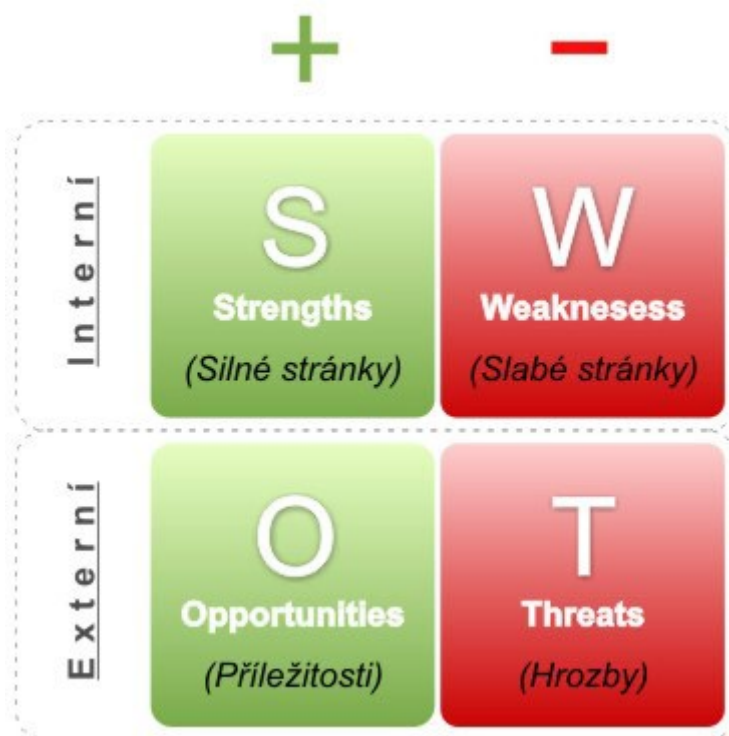 + −
Interní
S
Strengths
(Silné stránky)
W
Weaknesess
(Slabé stránky)
Externí
O
Opportunities
(Příležitosti)
T
Threats
(Hrozby)